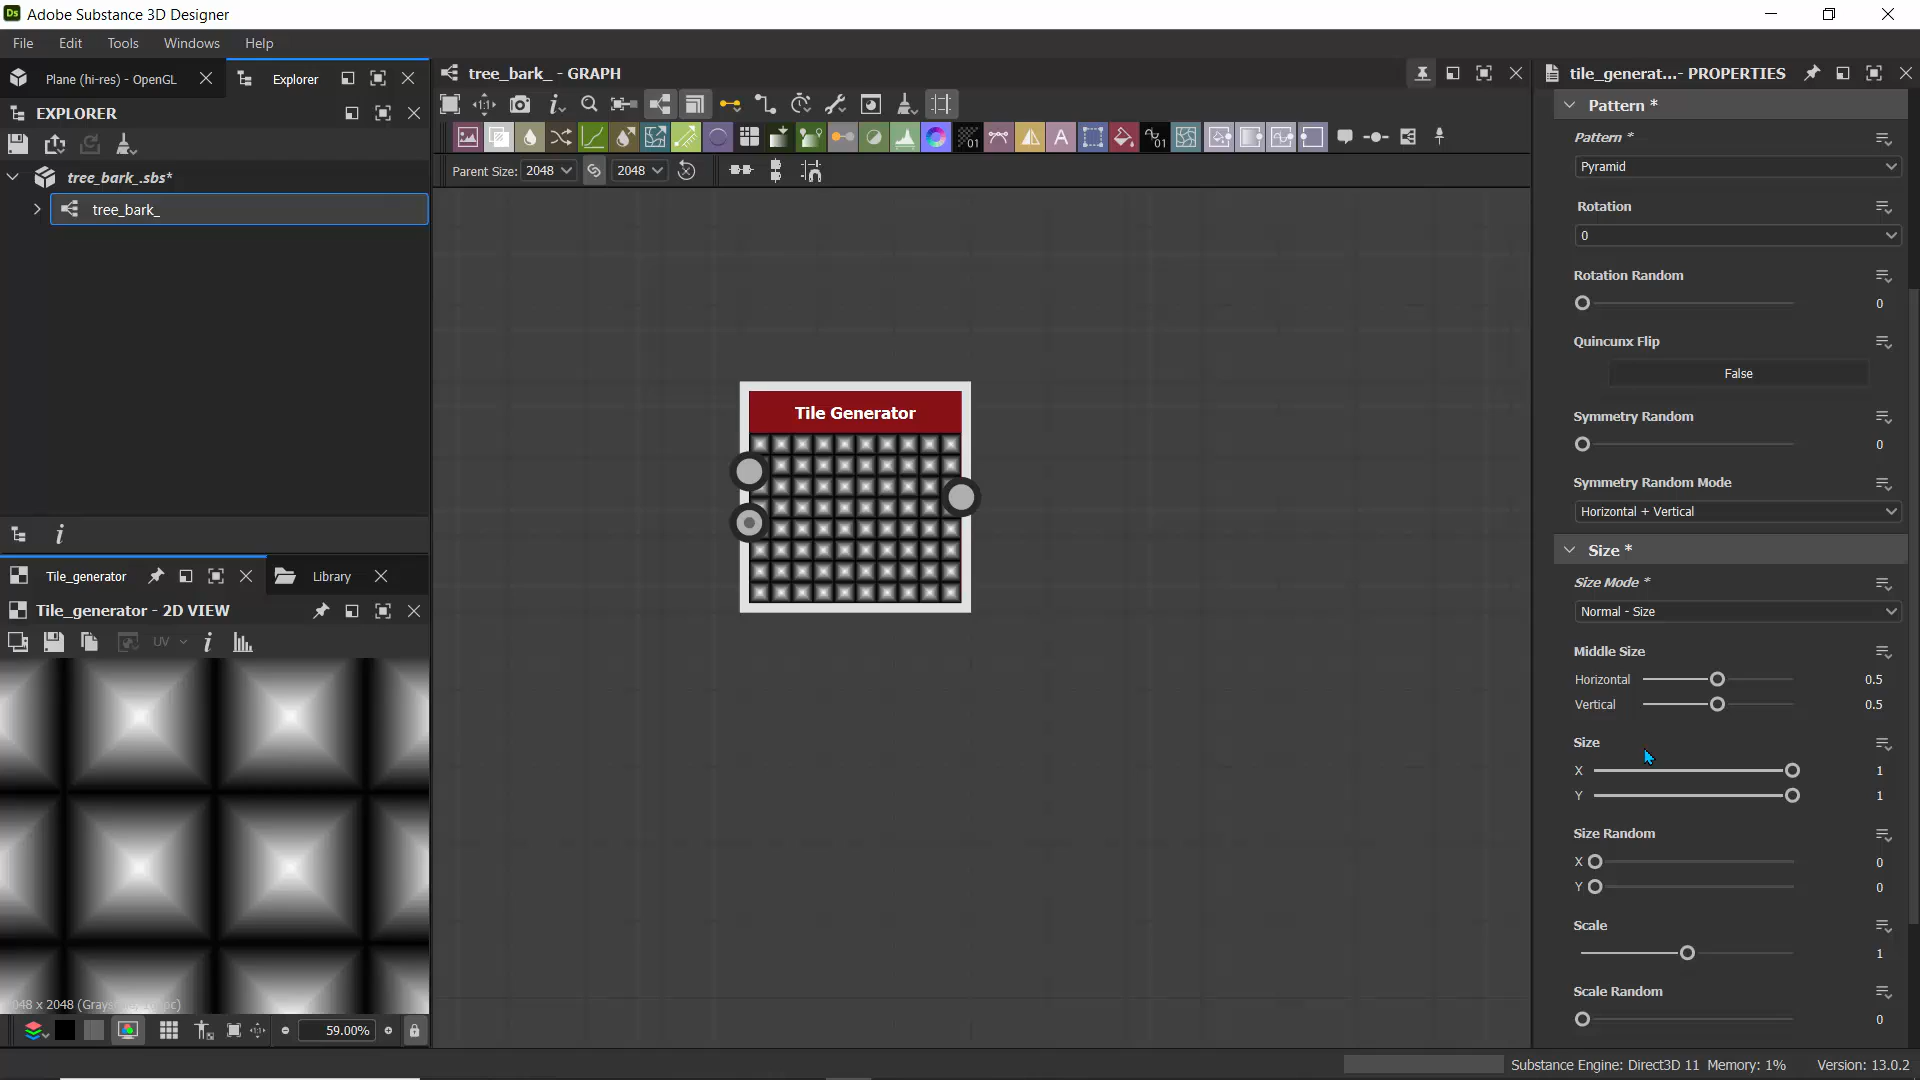 Adobe Substance 3D Designer
File Edit Tools Windows Help
Plane (hi-res) - OpenGL
Explorer
EXPLORER
tree_bark_.sbs*
tree_bark_
Tile_generator
Library
Tile_generator - 2D VIEW
UV
59.00%
tree_bark_ - GRAPH
Parent Size: 2048 2048
Tile Generator
tile_generat...- PROPERTIES
Pattern *
Pattern *
Pyramid
Rotation
0
Rotation Random
0
Quincunx Flip
False
Symmetry Random
0
Symmetry Random Mode
Horizontal + Vertical
Size *
Size Mode *
Normal - Size
Middle Size
Horizontal 0.5
Vertical 0.5
Size
X 1
Y 1
Size Random
X 0
Y 0
Scale
1
Scale Random
0
Substance Engine: Direct3D 11 Memory: 1% Version: 13.0.2